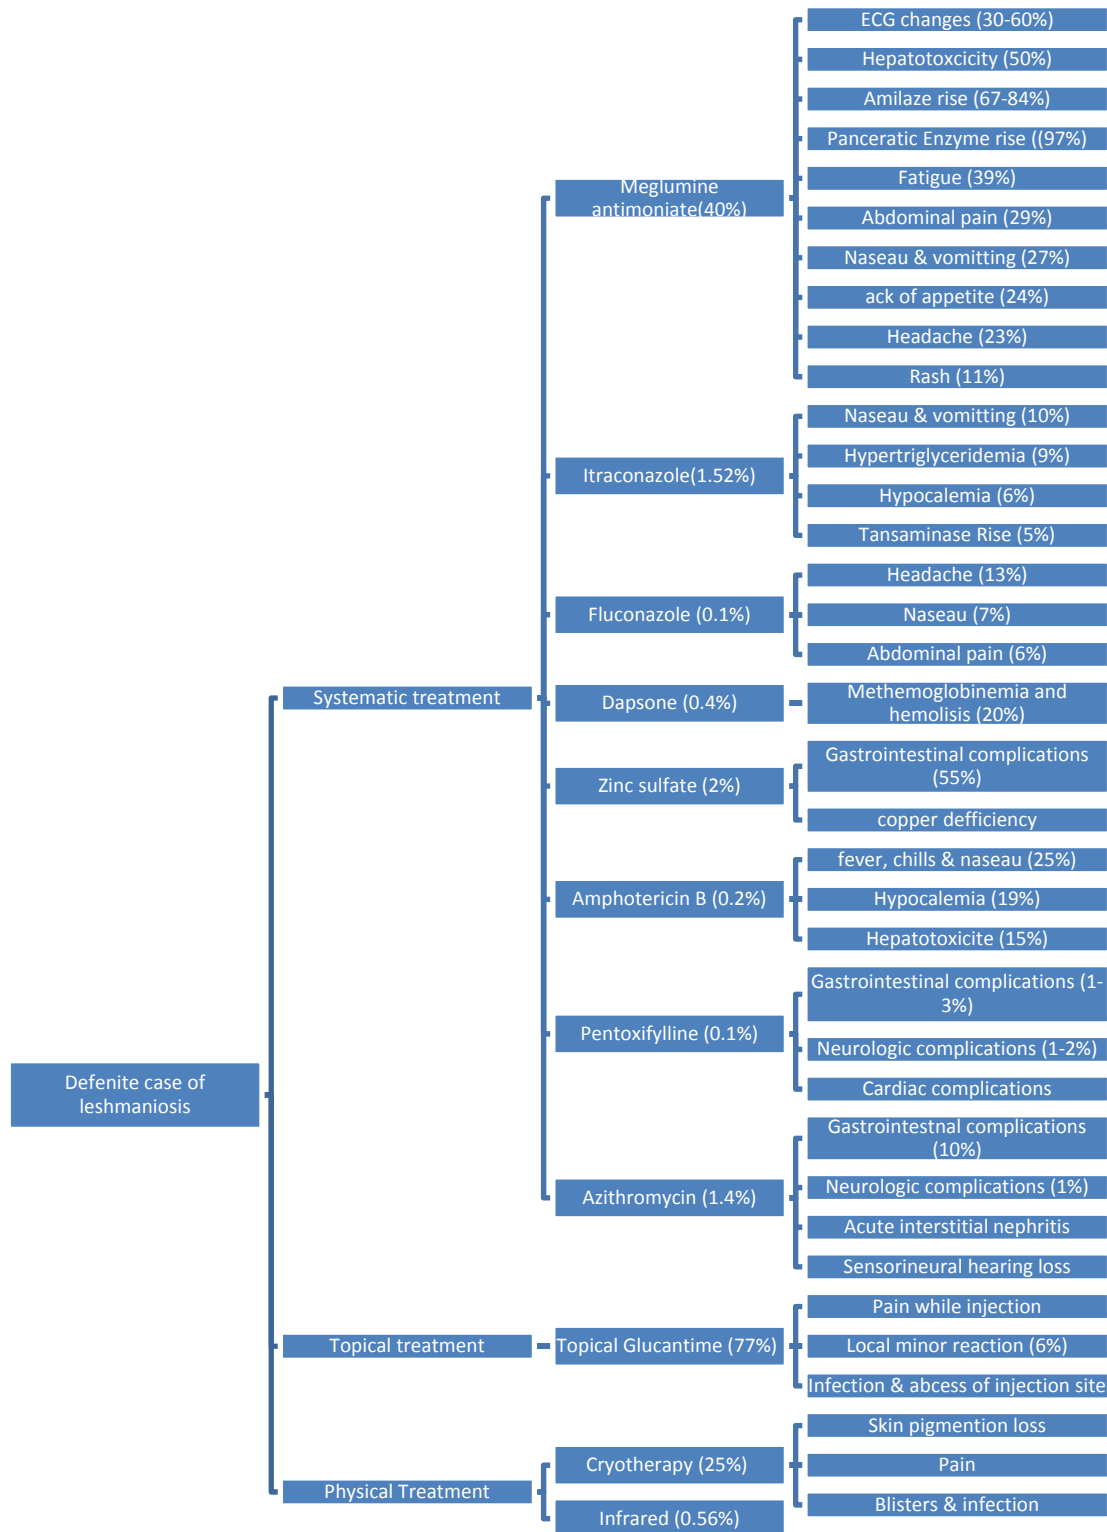 Defenite case of
leshmaniosis
Systematic treatment
Meglumine
antimoniate(40%)
ECG changes (30-60%)
Hepatotoxcicity (50%)
Amilaze rise (67-84%)
Panceratic Enzyme rise ((97%)
Fatigue (39%)
Abdominal pain (29%)
Naseau & vomitting (27%)
ack of appetite (24%)
Headache (23%)
Rash (11%)
Itraconazole(1.52%)
Naseau & vomitting (10%)
Hypertriglyceridemia (9%)
Hypocalemia (6%)
Tansaminase Rise (5%)
Fluconazole (0.1%)
Headache (13%)
Naseau (7%)
Abdominal pain (6%)
Dapsone (0.4%)
Methemoglobinemia and
hemolisis (20%)
Zinc sulfate (2%)
Gastrointestinal complications
(55%)
copper defficiency
Amphotericin B (0.2%)
fever, chills & naseau (25%)
Hypocalemia (19%)
Hepatotoxicite (15%)
Pentoxifylline (0.1%)
Gastrointestinal complications (1-
3%)
Neurologic complications (1-2%)
Cardiac complications
Azithromycin (1.4%)
Gastrointestnal complications
(10%)
Neurologic complications (1%)
Acute interstitial nephritis
Sensorineural hearing loss
Topical treatment
Topical Glucantime (77%)
Pain while injection
Local minor reaction (6%)
Infection & abcess of injection site
Physical Treatment
Cryotherapy (25%)
Skin pigmention loss
Pain
Blisters & infection
Infrared (0.56%)